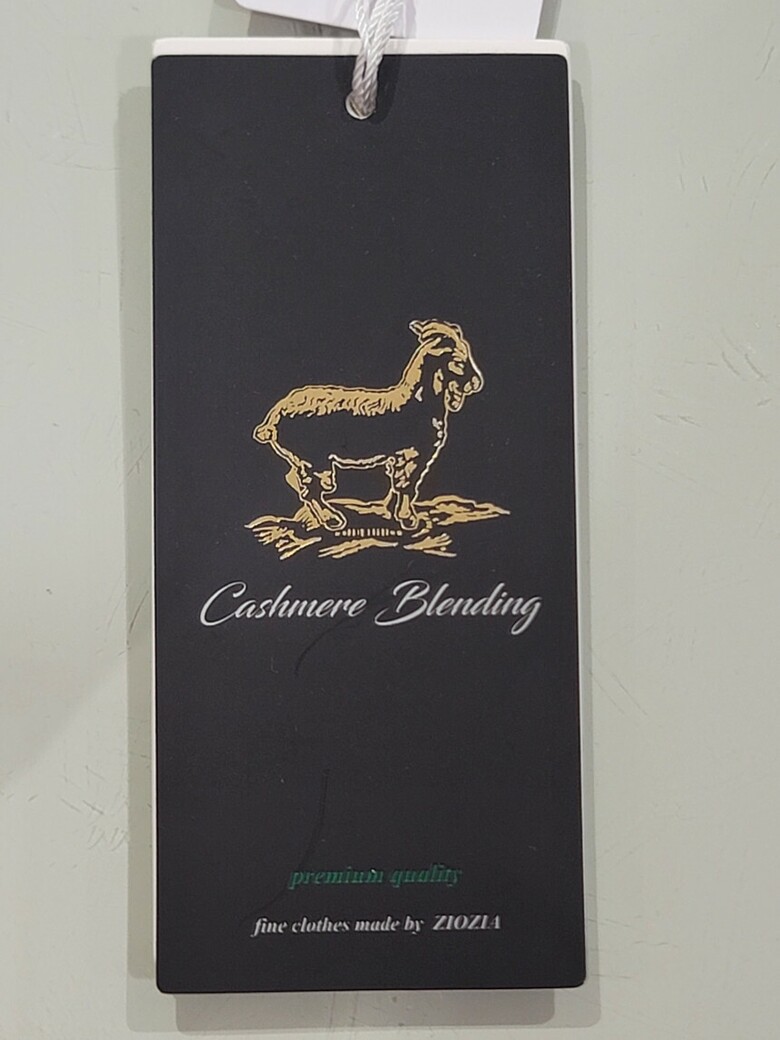 Cashmere Blending
premium quality
fine clothes made by ZIOZIA